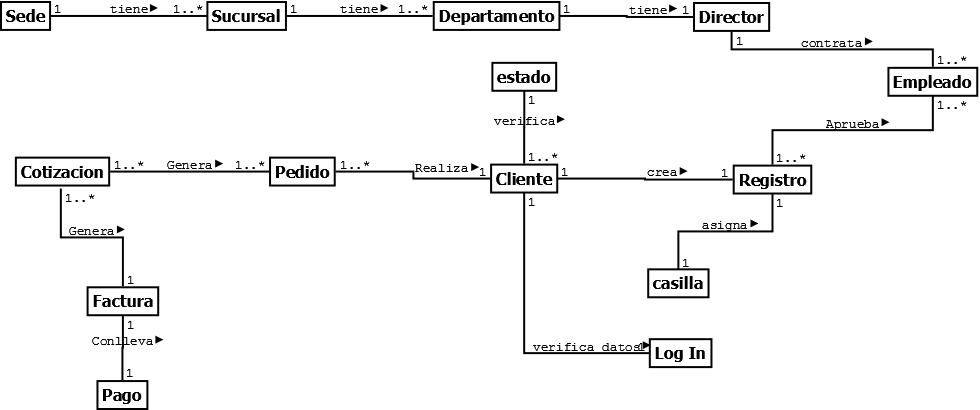 Sede 1 tiene 1..* Sucursal 1 tiene 1..* Departamento 1 tiene 1 Director
1 contrata 1..*
Empleado
1..*
Aprueba
1..*
estado
1
verifica
1..*
Cotizacion 1..* Genera 1..* Pedido 1..* Realiza 1 Cliente 1 crea 1 Registro
1..*
Genera
1
Factura
1
Conlleva
1
Pago
1
asigna
1
casilla
1
verifica datos 1 Log In